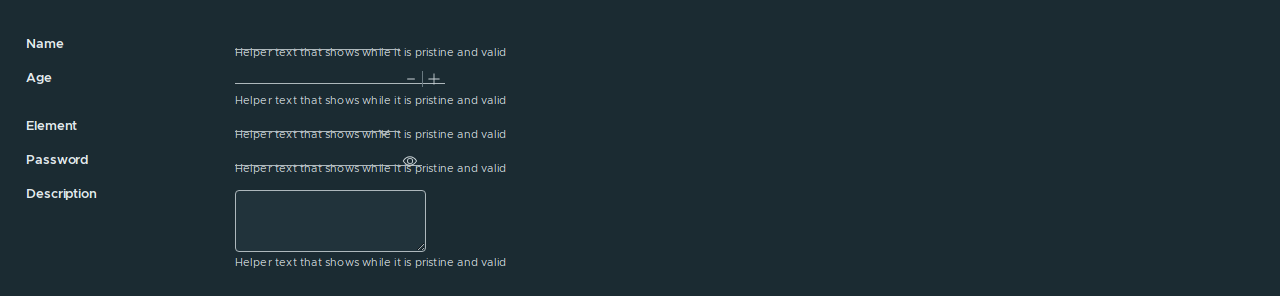 Name
Helper text that shows while it is pristine and valid
Age
Helper text that shows while it is pristine and valid
Element
Helper text that shows while it is pristine and valid
Password
Helper text that shows while it is pristine and valid
Description
Helper text that shows while it is pristine and valid